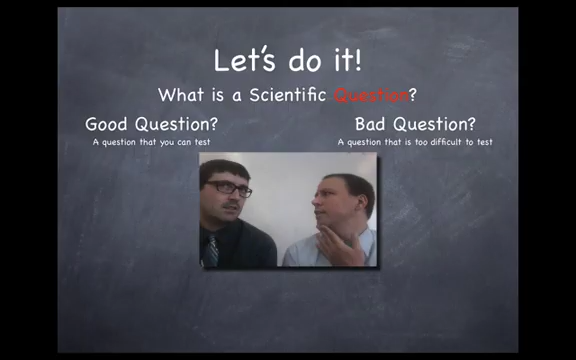 Let's do it!
What is a Scientific Question?
Good Question?
A question that you can test
Bad Question?
A question that is too difficult to test